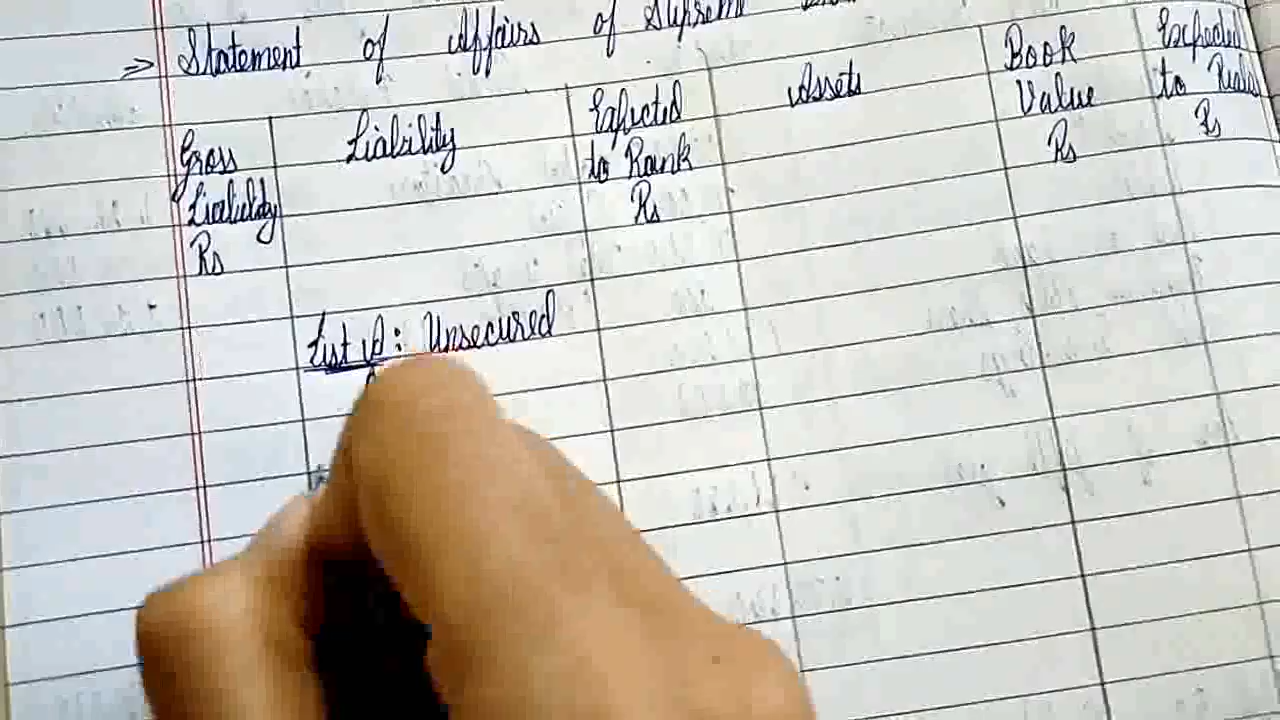 ⇒ Statement of Affairs of Supreme
Gross
Liability
Rs
Liability
Expected
to Rank
Rs
Assets
Book
Value
Rs
Expected
to
Rs
List A: Unsecured